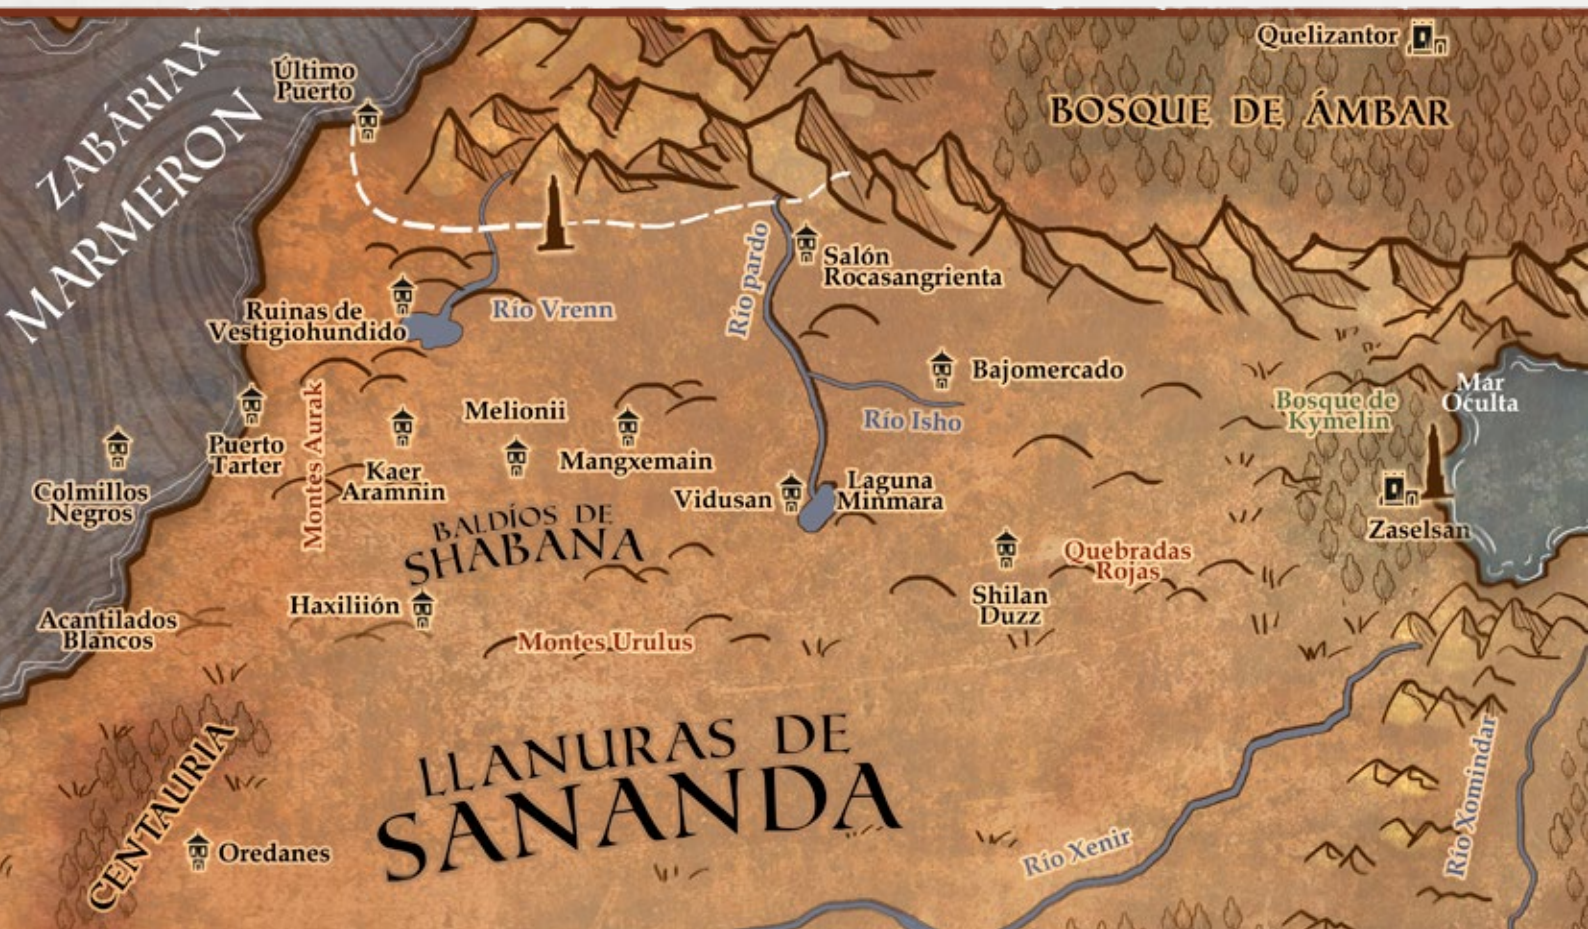 Quelizantor
ZABÁRIAX
MARMERON
Último
Puerto
BOSQUE DE ÁMBAR
Río pardo
Salón
Rocasangrienta
Ruinas de
Vestigiohundido
Río Vrenn
Bajomercado
Mar
Oculta
Bosque de
Kymelin
Río Isho
Puerto
Tarter
Montes Aurak
Melionii
Kaer
Aramnin
Mangxemain
Colmillos
Negros
Vidusan
Laguna
Minmara
BALDÍOS DE
SHABANA
Zaselsan
Quebradas
Rojas
Shilan
Duzz
Haxiliión
Acantilados
Blancos
Montes Urulus
LLANURAS DE
SANANDA
CENTAURIA
Oredanes
Río Xenir
Río Xomindar